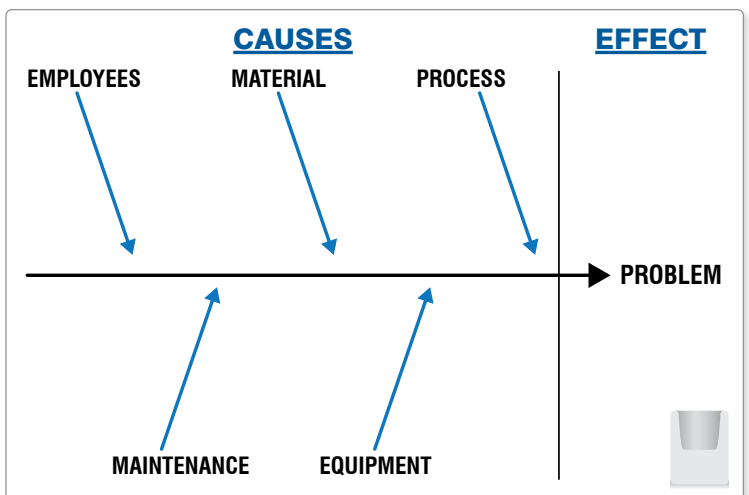 CAUSES EFFECT
EMPLOYEES MATERIAL PROCESS
PROBLEM
MAINTENANCE EQUIPMENT